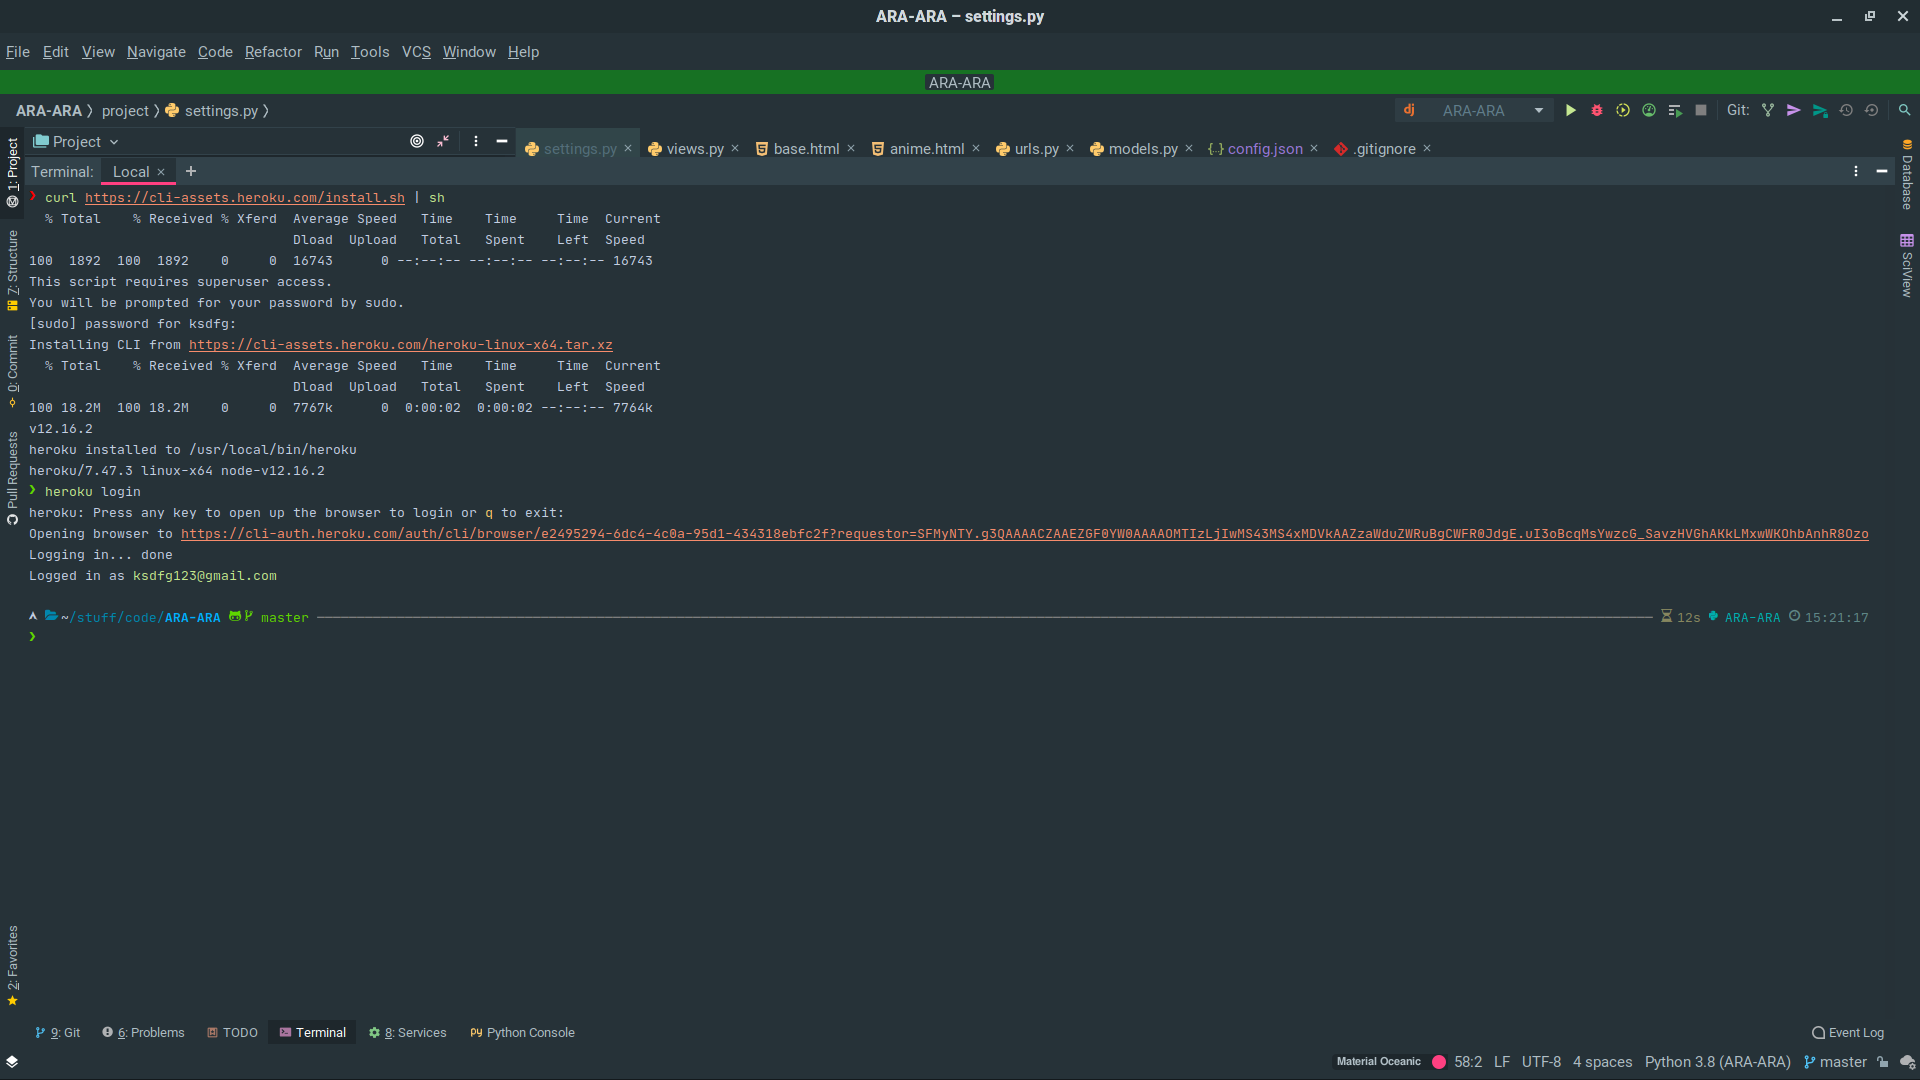 ARA-ARA – settings.py
File Edit View Navigate Code Refactor Run Tools VCS Window Help
ARA-ARA
ARA-ARA project settings.py
dj ARA-ARA Git:
Project
settings.py views.py base.html anime.html urls.py models.py {..} config.json .gitignore
Terminal: Local +
❯ curl https://cli-assets.heroku.com/install.sh | sh
% Total % Received % Xferd Average Speed Time Time Time Current
Dload Upload Total Spent Left Speed
100 1892 100 1892 0 0 16743 0 --:--:-- --:--:-- --:--:-- 16743
This script requires superuser access.
You will be prompted for your password by sudo.
[sudo] password for ksdfg:
Installing CLI from https://cli-assets.heroku.com/heroku-linux-x64.tar.xz
% Total % Received % Xferd Average Speed Time Time Time Current
Dload Upload Total Spent Left Speed
100 18.2M 100 18.2M 0 0 7767k 0 0:00:02 0:00:02 --:--:-- 7764k
v12.16.2
heroku installed to /usr/local/bin/heroku
heroku/7.47.3 linux-x64 node-v12.16.2
❯ heroku login
heroku: Press any key to open up the browser to login or q to exit:
Opening browser to https://cli-auth.heroku.com/auth/cli/browser/e2495294-6dc4-4c0a-95d1-434318ebfc2f?requestor=SFMyNTY.g3QAAAACZAAEZGF0YW0AAAAOMTIzLjIwMS43MS4xMDVkAAZzaWduZWRuBgCWFR0JdgE.uI3oBcqMsYwzcG_SavzHVGhAKkLMxwWKOhbAnhR8Ozo
Logging in... done
Logged in as ksdfg123@gmail.com
~/stuff/code/ARA-ARA master 12s ARA-ARA 15:21:17
❯
1: Project
7: Structure
0: Commit
Pull Requests
2: Favorites
Database
SciView
9: Git 6: Problems TODO Terminal 8: Services Python Console Event Log
Material Oceanic 58:2 LF UTF-8 4 spaces Python 3.8 (ARA-ARA) master